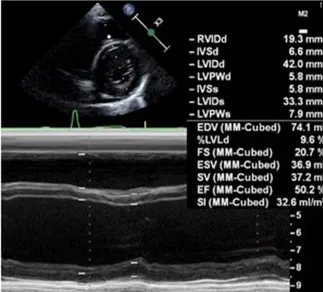 M2
RVIDd 19.3 mm
IVSd 6.6 mm
LVIDd 42.0 mm
LVPWd 5.8 mm
IVSs 5.8 mm
LVIDs 33.3 mm
LVPWs 7.9 mm
EDV (MM-Cubed) 74.1 ml
%LVLd 9.6 %
FS (MM-Cubed) 20.7 %
ESV (MM-Cubed) 36.9 m
SV (MM-Cubed) 37.2 m
EF (MM-Cubed) 50.2 %
SI (MM-Cubed) 32.6 ml/m
-5
-6
-7
-8
-9